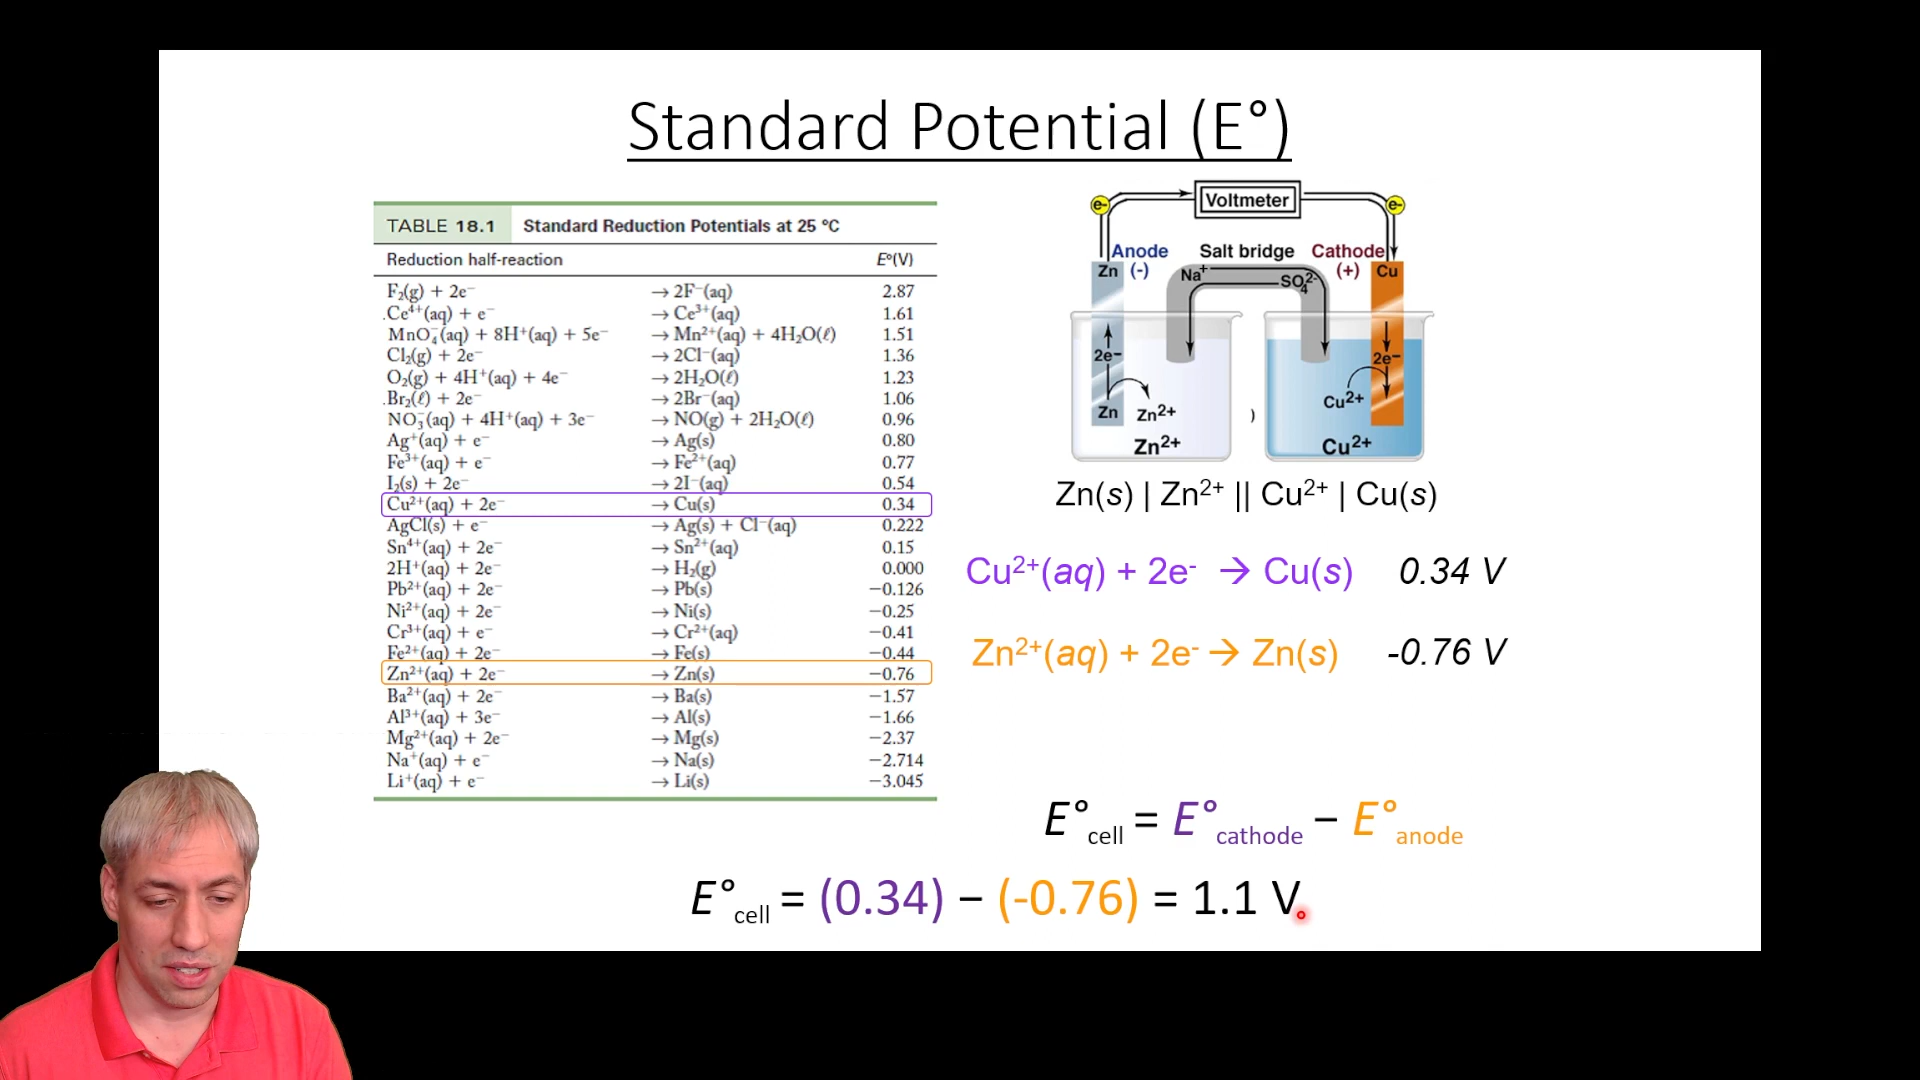 Standard Potential (E°)
TABLE 18.1 Standard Reduction Potentials at 25 °C
Reduction half-reaction E°(V)
F₂(g) + 2e⁻ → 2F⁻(aq) 2.87
.Ce⁴⁺(aq) + e⁻ → Ce³⁺(aq) 1.61
MnO₄⁻(aq) + 8H⁺(aq) + 5e⁻ → Mn²⁺(aq) + 4H₂O(ℓ) 1.51
Cl₂(g) + 2e⁻ → 2Cl⁻(aq) 1.36
O₂(g) + 4H⁺(aq) + 4e⁻ → 2H₂O(ℓ) 1.23
.Br₂(ℓ) + 2e⁻ → 2Br⁻(aq) 1.06
NO₃⁻(aq) + 4H⁺(aq) + 3e⁻ → NO(g) + 2H₂O(ℓ) 0.96
Ag⁺(aq) + e⁻ → Ag(s) 0.80
Fe³⁺(aq) + e⁻ → Fe²⁺(aq) 0.77
I₂(s) + 2e⁻ → 2I⁻(aq) 0.54
Cu²⁺(aq) + 2e⁻ → Cu(s) 0.34
AgCl(s) + e⁻ → Ag(s) + Cl⁻(aq) 0.222
Sn⁴⁺(aq) + 2e⁻ → Sn²⁺(aq) 0.15
2H⁺(aq) + 2e⁻ → H₂(g) 0.000
Pb²⁺(aq) + 2e⁻ → Pb(s) −0.126
Ni²⁺(aq) + 2e⁻ → Ni(s) −0.25
Cr³⁺(aq) + e⁻ → Cr²⁺(aq) −0.41
Fe²⁺(aq) + 2e⁻ → Fe(s) −0.44
Zn²⁺(aq) + 2e⁻ → Zn(s) −0.76
Ba²⁺(aq) + 2e⁻ → Ba(s) −1.57
Al³⁺(aq) + 3e⁻ → Al(s) −1.66
Mg²⁺(aq) + 2e⁻ → Mg(s) −2.37
Na⁺(aq) + e⁻ → Na(s) −2.714
Li⁺(aq) + e⁻ → Li(s) −3.045
Voltmeter
e- e-
Anode Salt bridge Cathode
Zn (-) Na⁺ SO₄²⁻ (+) Cu
2e- 2e-
Cu2+
Zn Zn2+ )
Zn2+ Cu2+
Zn(s) | Zn²⁺ || Cu²⁺ | Cu(s)
Cu²⁺(aq) + 2e⁻ → Cu(s) 0.34 V
Zn²⁺(aq) + 2e⁻ → Zn(s) -0.76 V
E°cell = E°cathode − E°anode
E°cell = (0.34) − (-0.76) = 1.1 V